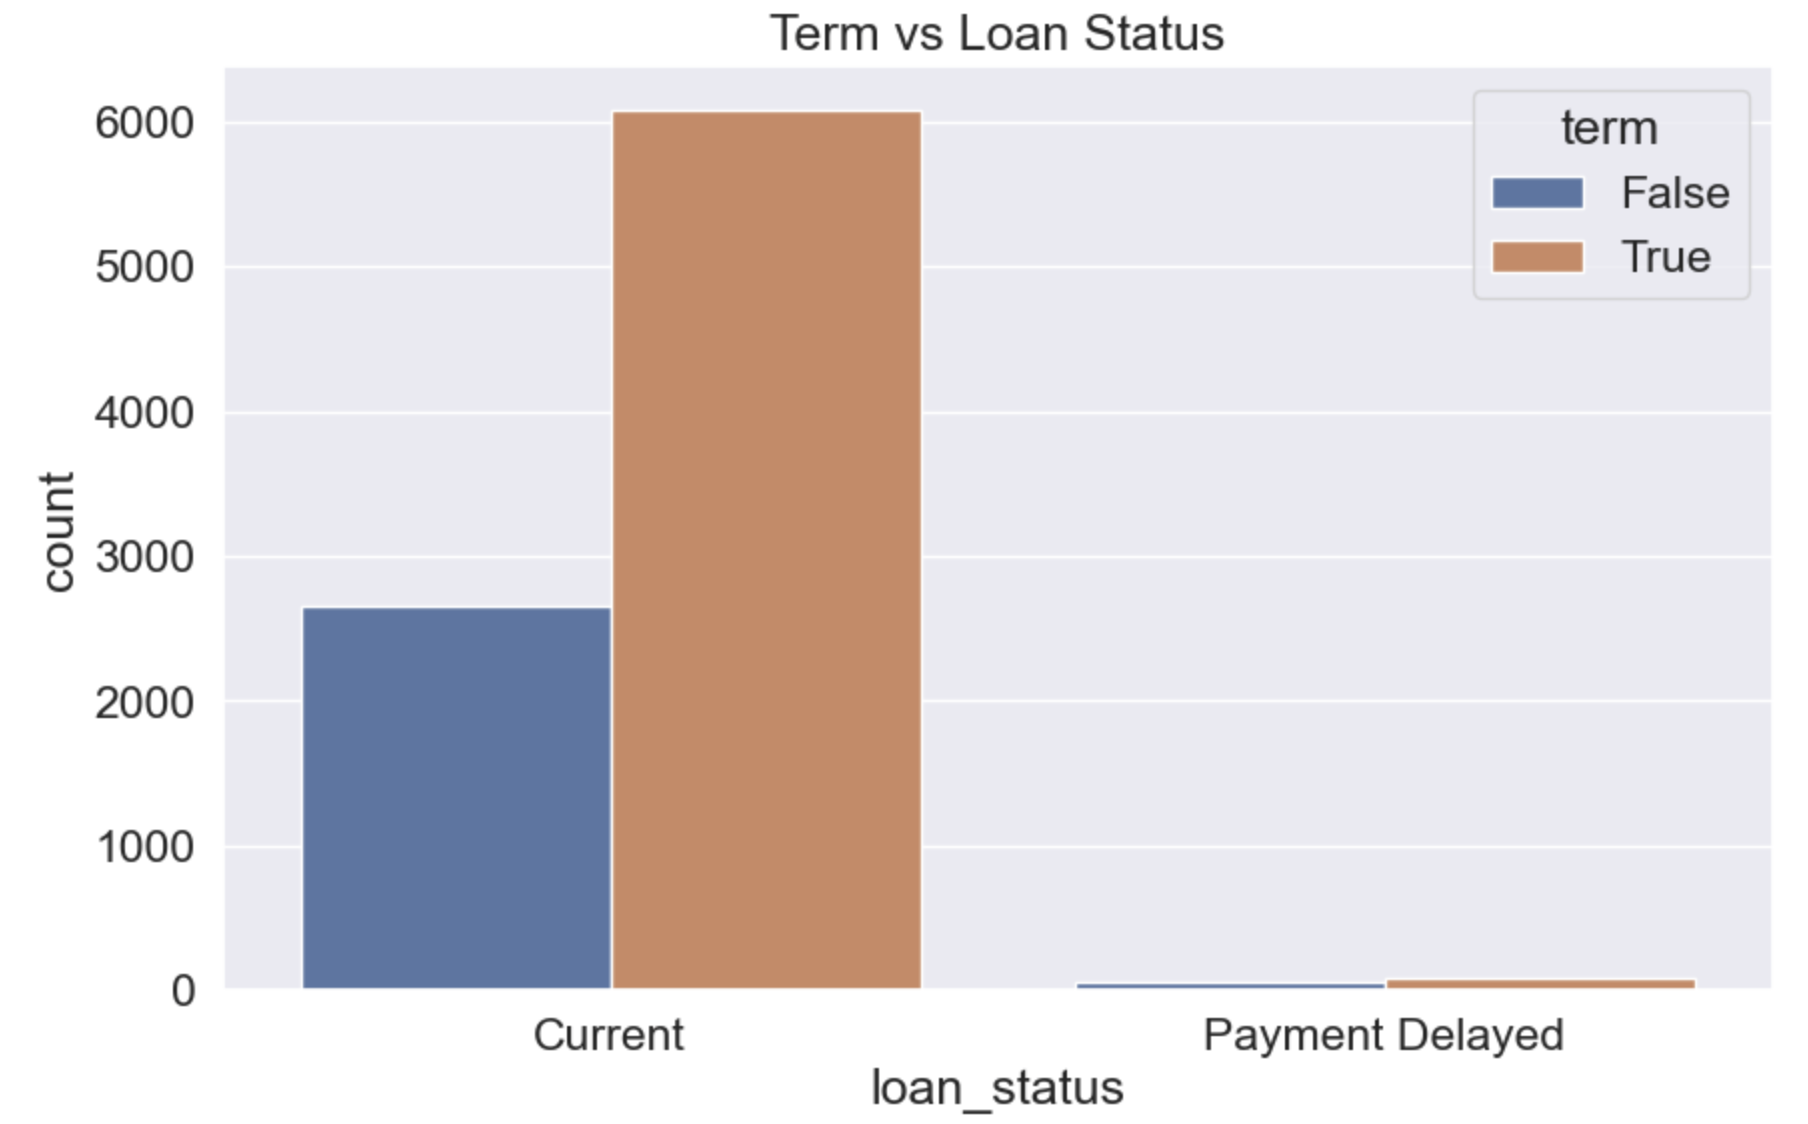 Term vs Loan Status
term
False
True
6000
5000
4000
3000
2000
1000
0
count
Current
Payment Delayed
loan_status